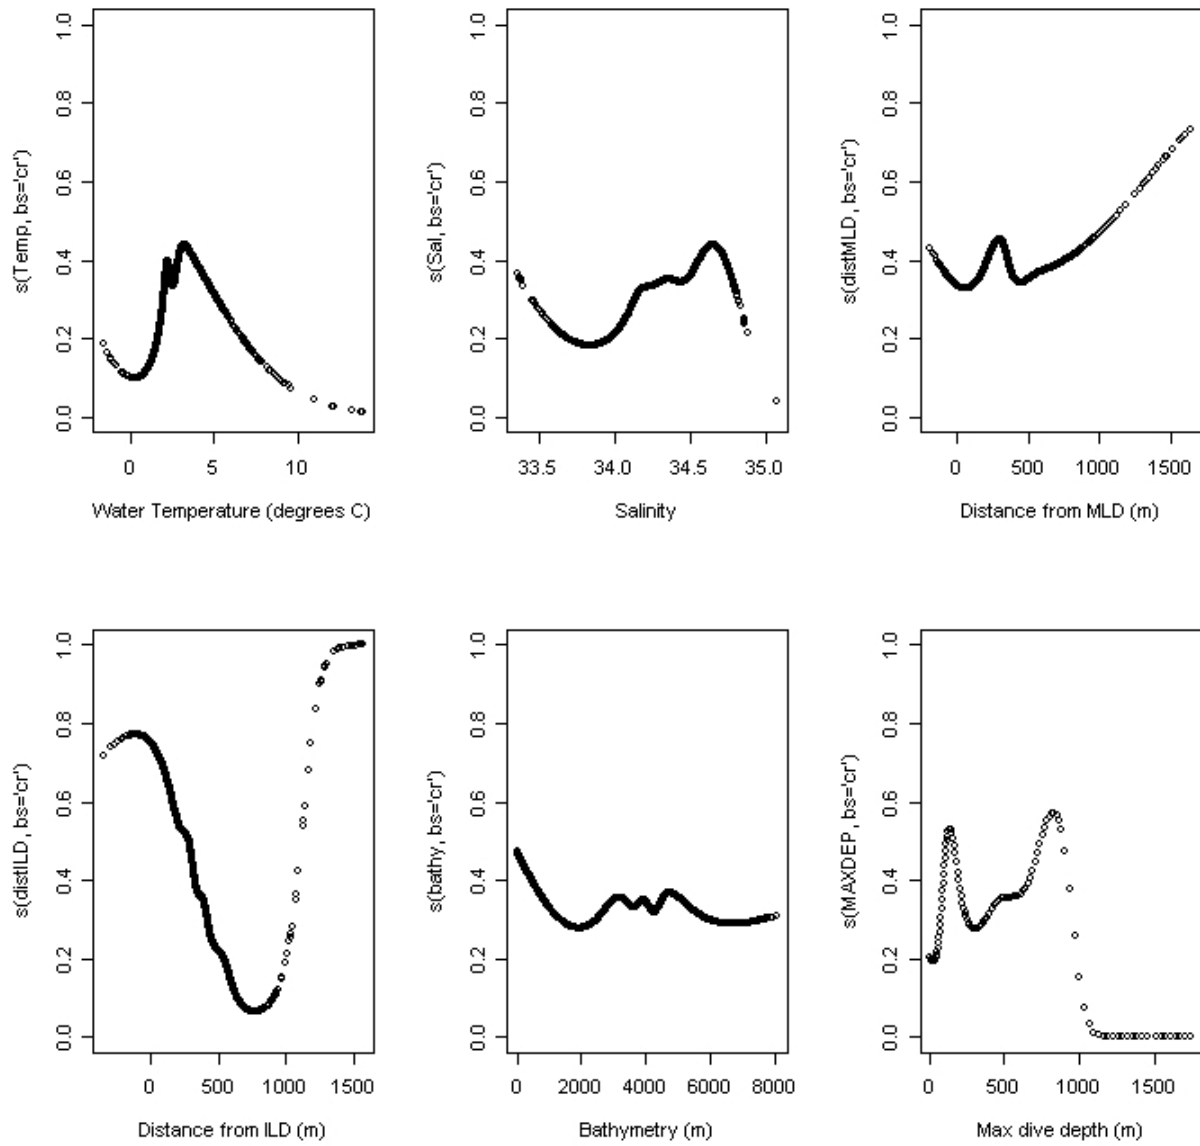 1.0 1.0 1.0
0.8 0.8 0.8
0.6 0.6 0.6
0.4 0.4 0.4
0.2 0.2 0.2
0.0 0.0 0.0
s(Temp, bs='cr') s(Sal, bs='cr') s(distMLD, bs='cr')
0 5 10 33.5 34.0 34.5 35.0 0 500 1000 1500
Water Temperature (degrees C) Salinity Distance from MLD (m)
1.0 1.0 1.0
0.8 0.8 0.8
0.6 0.6 0.6
0.4 0.4 0.4
0.2 0.2 0.2
0.0 0.0 0.0
s(distILD, bs='cr') s(bathy, bs='cr') s(MAXDEP, bs='cr')
0 500 1000 1500 0 2000 4000 6000 8000 0 500 1000 1500
Distance from ILD (m) Bathymetry (m) Max dive depth (m)